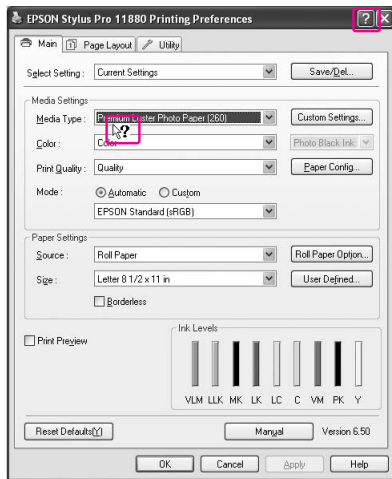 EPSON Stylus Pro 11880 Printing Preferences ? X
Main Page Layout Utility
Select Setting : Current Settings Save/Del...
Media Settings
Media Type : Premium Luster Photo Paper (260) Custom Settings...
?
Color : Color Photo Black Ink
Print Quality : Quality Paper Config...
Mode : Automatic Custom
EPSON Standard (sRGB)
Paper Settings
Source : Roll Paper Roll Paper Option...
Size : Letter 8 1/2 x 11 in User Defined...
Borderless
Print Preview
Ink Levels
VLM LLK MK LK LC C VM PK Y
Reset Defaults(Y) Manual Version 6.50
OK Cancel Apply Help